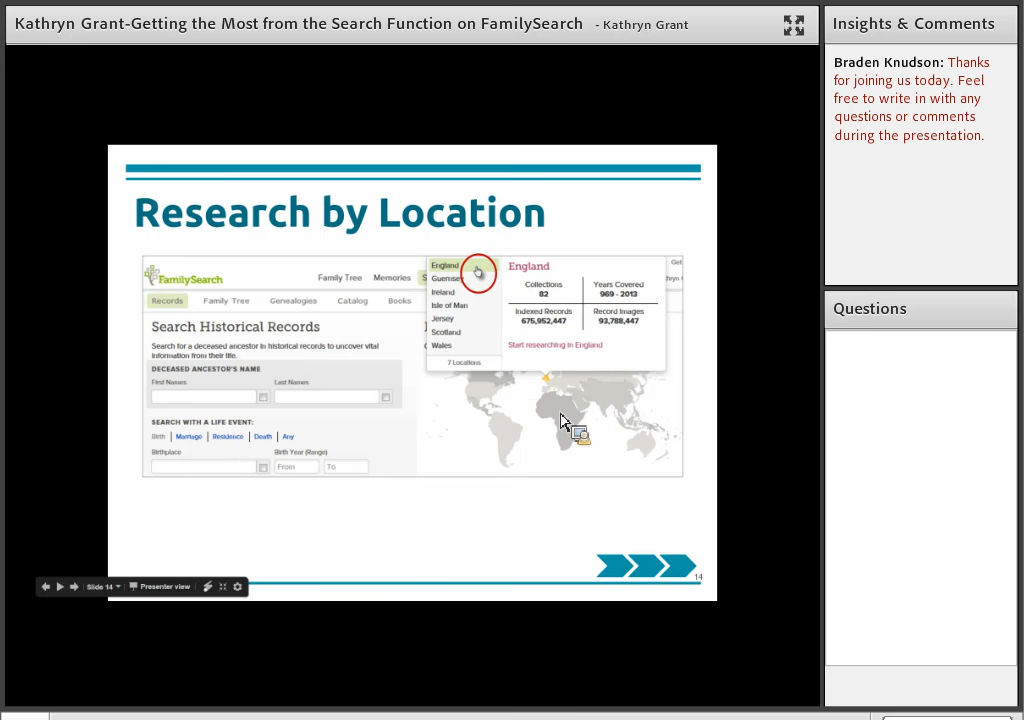 Kathryn Grant-Getting the Most from the Search Function on FamilySearch - Kathryn Grant
Insights & Comments
Braden Knudson: Thanks
for joining us today. Feel
free to write in with any
questions or comments
during the presentation.
Questions
Research by Location
FamilySearch
Family Tree Memories S
Get
Records Family Tree Genealogies Catalog Books
England
Guernsey
Ireland
Isle of Man
Jersey
Scotland
Wales
7 Locations
England
Collections
82
Years Covered
969 - 2013
Indexed Records
675,952,447
Record Images
93,788,447
Start researching in England
Search Historical Records
Search for a deceased ancestor in historical records to uncover vital
information from their life.
DECEASED ANCESTOR'S NAME
First Names Last Names
SEARCH WITH A LIFE EVENT:
Birth | Marriage | Residence | Death | Any
Birthplace Birth Year (Range)
From To
14
Slide 14 Presenter view